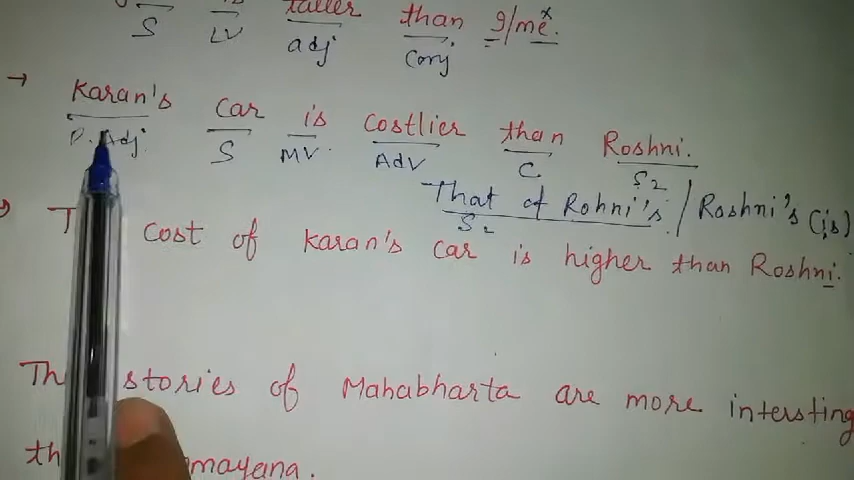 taller than I/me x.
S LV adj Conj
→ Karan's car is costlier than Roshni.
P. Adj. S MV. Adv C. S2
That of Rohni's / Roshni's (is)
S2
cost of Karan's car is higher than Roshni.
stories of Mahabharta are more intersting